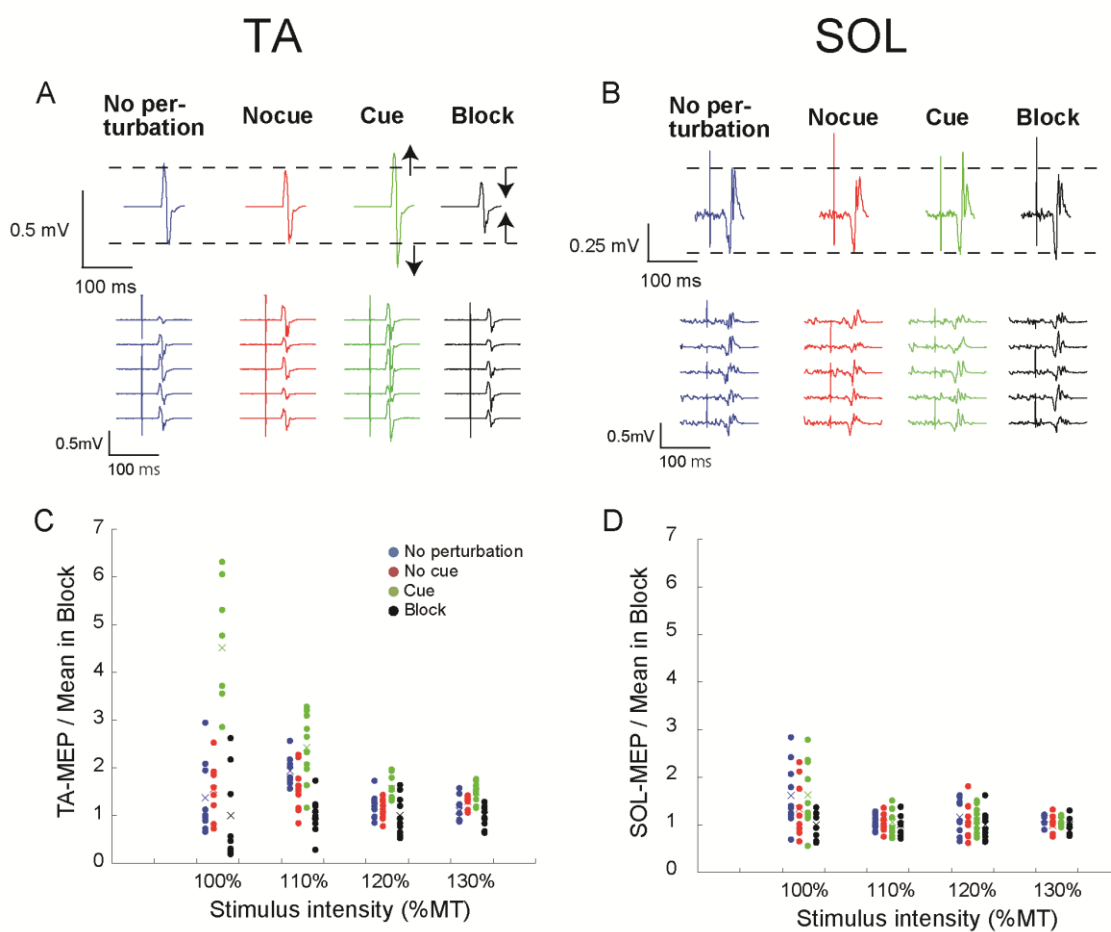 TA
SOL
A
No per-
turbation
Nocue
Cue
Block
0.5 mV
100 ms
0.5mV
100 ms
B
No per-
turbation
Nocue
Cue
Block
0.25 mV
100 ms
0.5mV
100 ms
C
TA-MEP / Mean in Block
7
6
5
4
3
2
1
0
No perturbation
No cue
Cue
Block
100%
110%
120%
130%
Stimulus intensity (%MT)
D
SOL-MEP / Mean in Block
7
6
5
4
3
2
1
0
100%
110%
120%
130%
Stimulus intensity (%MT)